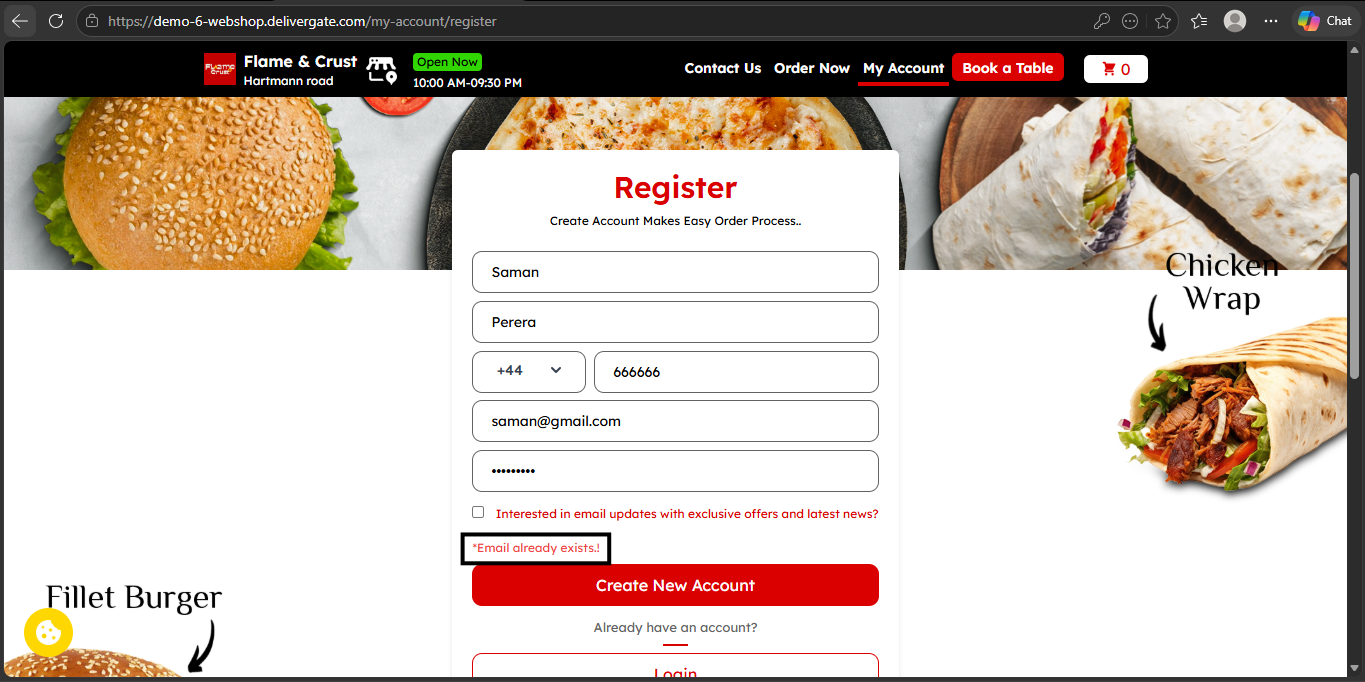 https://demo-6-webshop.delivergate.com/my-account/register
Chat
FLAME CRUST
Flame & Crust
Hartmann road
Open Now
10:00 AM-09:30 PM
Contact Us
Order Now
My Account
Book a Table
0
Register
Create Account Makes Easy Order Process..
Saman
Perera
+44
666666
saman@gmail.com
•••••••••
Interested in email updates with exclusive offers and latest news?
*Email already exists.!
Create New Account
Already have an account?
Login
Chicken
Wrap
Fillet Burger